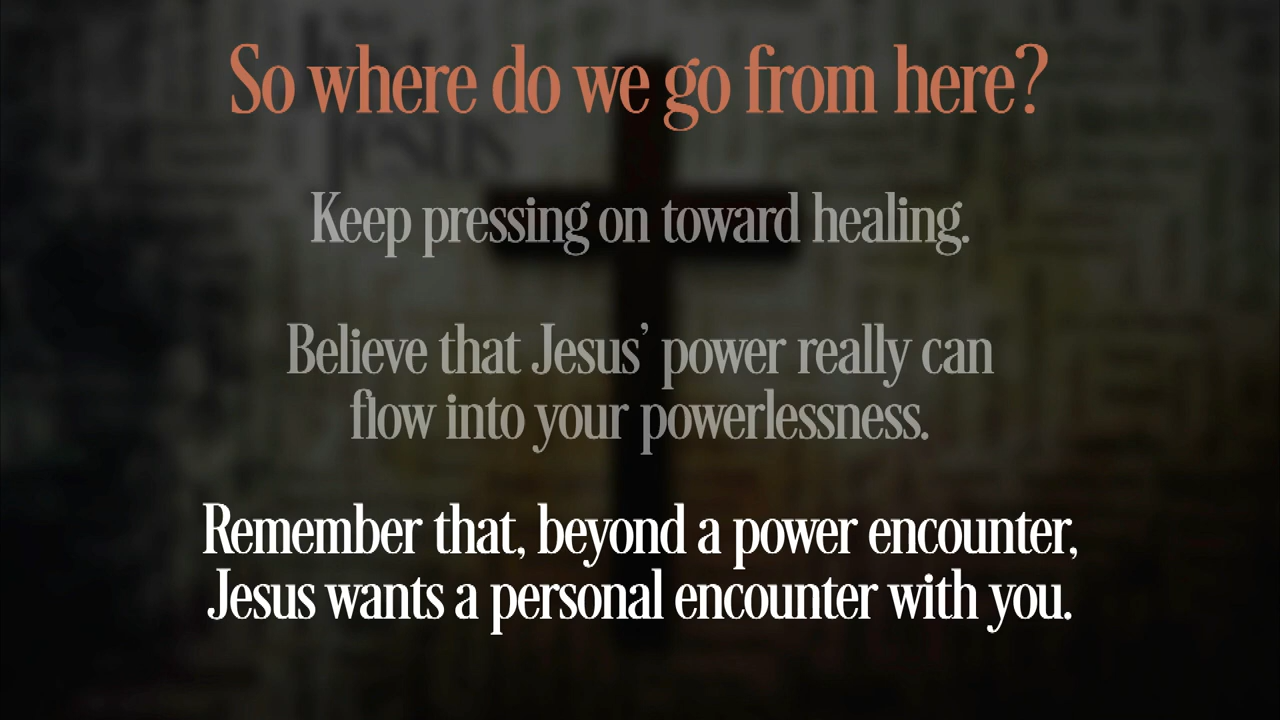 So where do we go from here?
Keep pressing on toward healing.
Believe that Jesus’ power really can
flow into your powerlessness.
Remember that, beyond a power encounter,
Jesus wants a personal encounter with you.